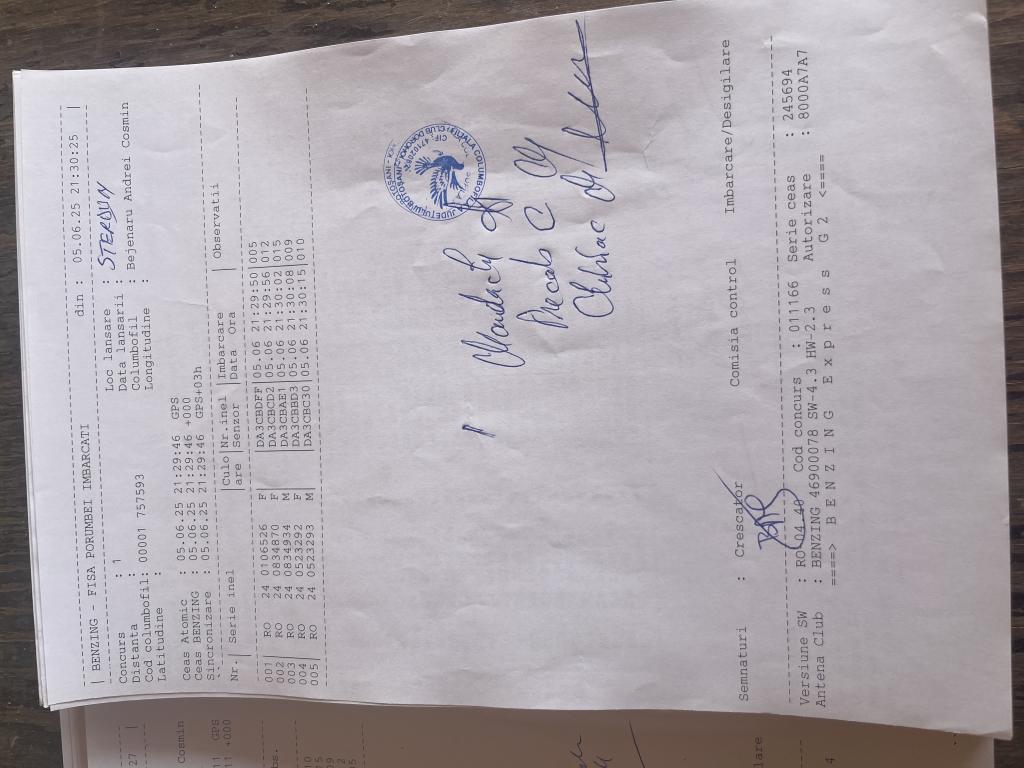 BENZING - FISA PORUMBEI IMBARCATI din : 05.06.25 21:30:25
Concurs : 1 Loc lansare : STERDUN
Distanta : Data lansarii :
Cod columbofil: 00001 757593 Columbofil : Bejenaru Andrei Cosmin
Latitudine : Longitudine :
Ceas Atomic : 05.06.25 21:29:46 GPS
Ceas BENZING : 05.06.25 21:29:46 +000
Sincronizare : 05.06.25 21:29:46 GPS+03h
Nr. | Serie inel |Culo|Nr.inel |Imbarcare | Observatii
|are |Senzor |Data Ora |
001| RO 24 0106526 F |DA3CBDFF|05.06 21:29:50|005
002| RO 24 0834870 F |DA3CBCD2|05.06 21:29:56|012
003| RO 24 0834934 M |DA3CBAE1|05.06 21:30:02|015
004| RO 24 0523292 F |DA3CBBD3|05.06 21:30:08|009
005| RO 24 0523293 M |DA3CBC30|05.06 21:30:15|010
Semnaturi : Crescator Comisia control Imbarcare/Desigilare
Versiune SW : RO 04.40 Cod concurs : 011166 Serie ceas : 245694
Antena Club : BENZING 46900078 SW-4.3 HW-2.3 Autorizare : 8000A7A7
====> B E N Z I N G E x p r e s s G 2 <====